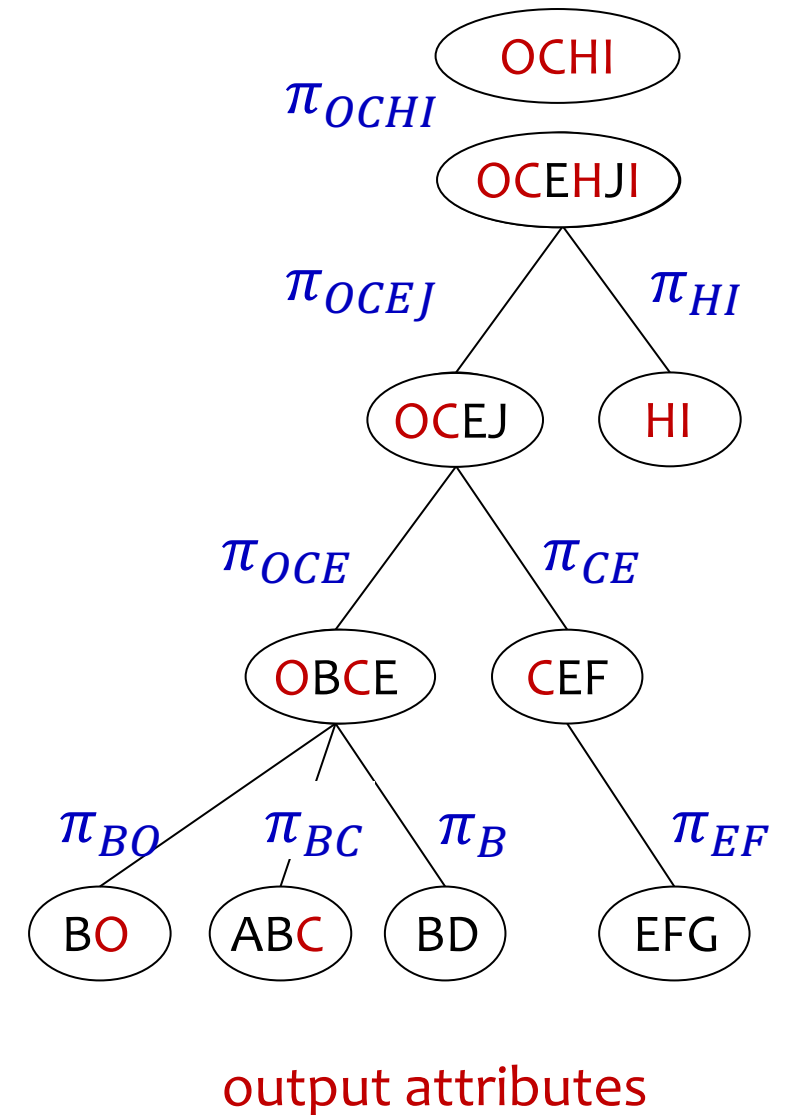 OCHI
π_OCHI
OCEHJI
π_OCEJ π_HI
OCEJ HI
π_OCE π_CE
OBCE CEF
π_BO π_BC π_B π_EF
BO ABC BD EFG
output attributes